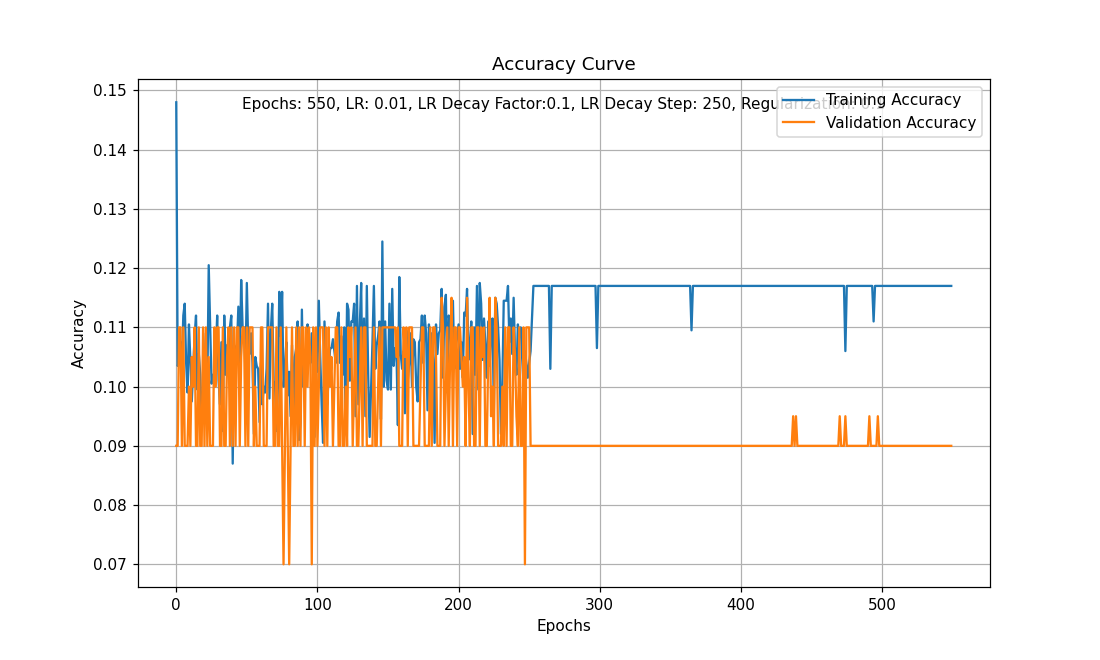 Accuracy Curve
Epochs: 550, LR: 0.01, LR Decay Factor:0.1, LR Decay Step: 250, Regularization:
Training Accuracy
Validation Accuracy
0.15
0.14
0.13
0.12
0.11
0.10
0.09
0.08
0.07
Accuracy
0 100 200 300 400 500
Epochs